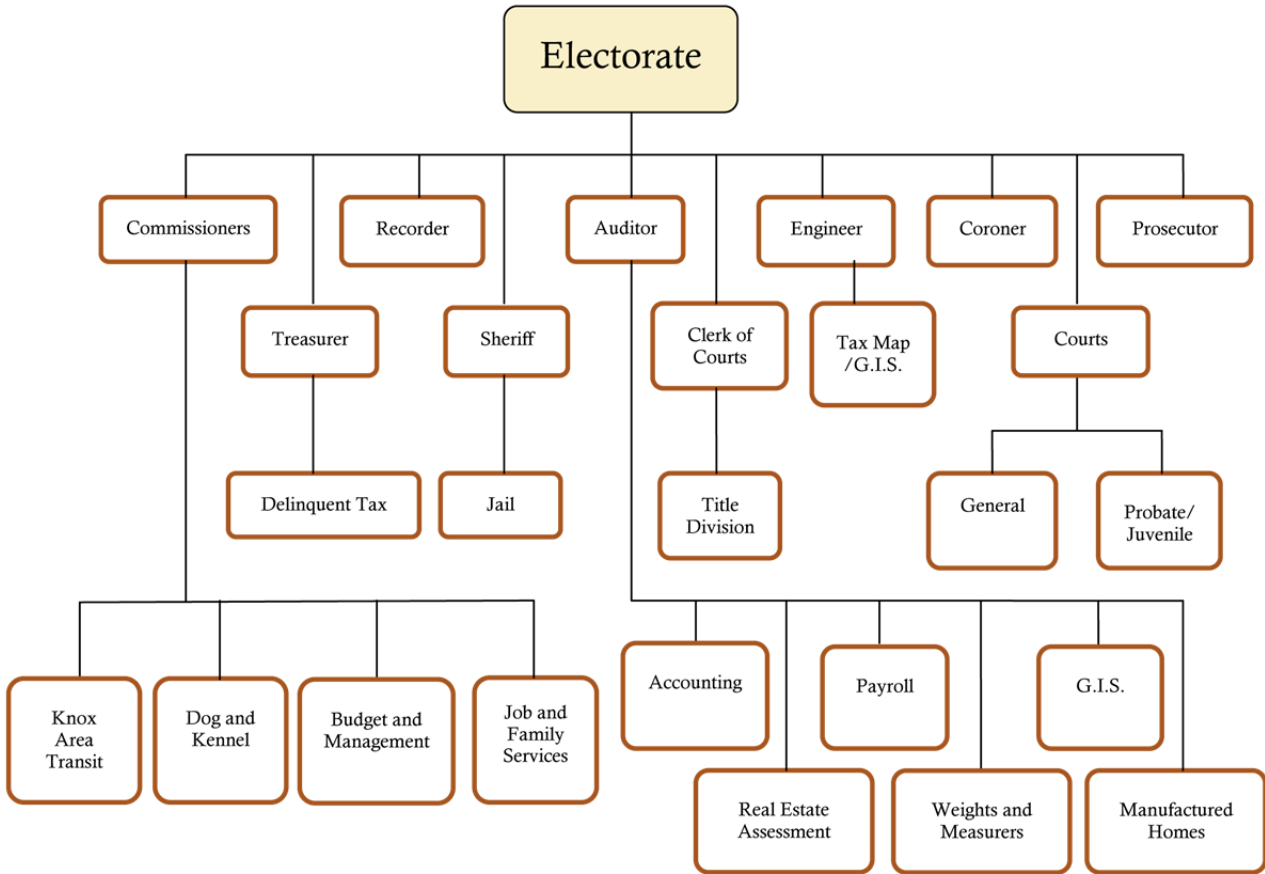 Electorate
Commissioners
Recorder
Auditor
Engineer
Coroner
Prosecutor
Treasurer
Sheriff
Clerk of
Courts
Tax Map
/G.I.S.
Courts
Delinquent Tax
Jail
Title
Division
General
Probate/
Juvenile
Knox
Area
Transit
Dog and
Kennel
Budget and
Management
Job and
Family
Services
Accounting
Payroll
G.I.S.
Real Estate
Assessment
Weights and
Measurers
Manufactured
Homes